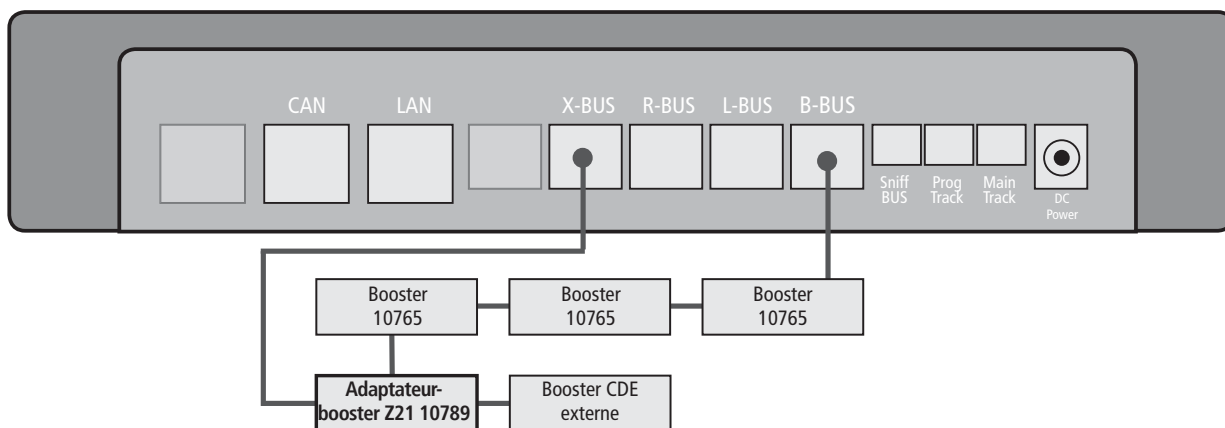 CAN LAN X-BUS R-BUS L-BUS B-BUS
Sniff BUS
Prog Track
Main Track
DC Power
Booster 10765
Booster 10765
Booster 10765
Adaptateur-
booster Z21 10789
Booster CDE
externe